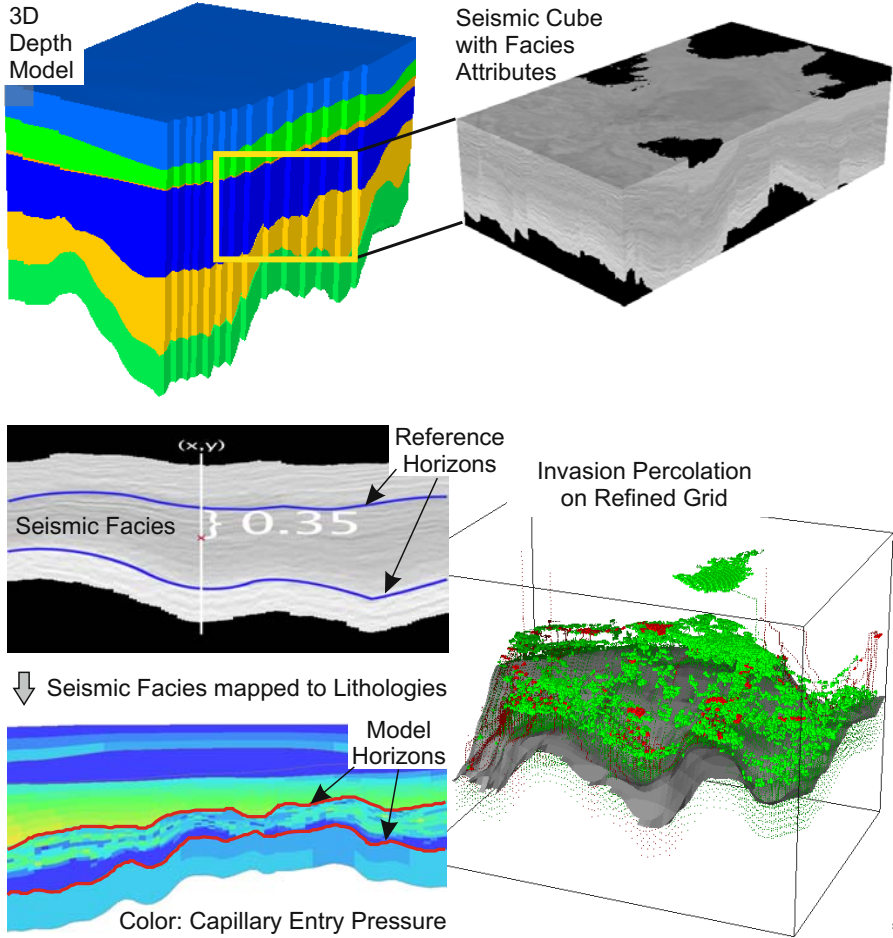 3D
Depth
Model
Seismic Cube
with Facies
Attributes
(x,y)
Reference
Horizons
Seismic Facies
} 0.35
x
Invasion Percolation
on Refined Grid
Seismic Facies mapped to Lithologies
Model
Horizons
Color: Capillary Entry Pressure